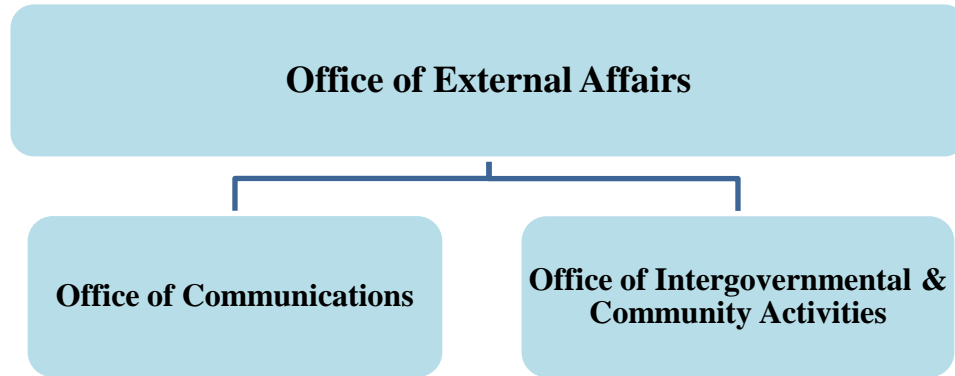 Office of External Affairs
Office of Communications
Office of Intergovernmental &
Community Activities